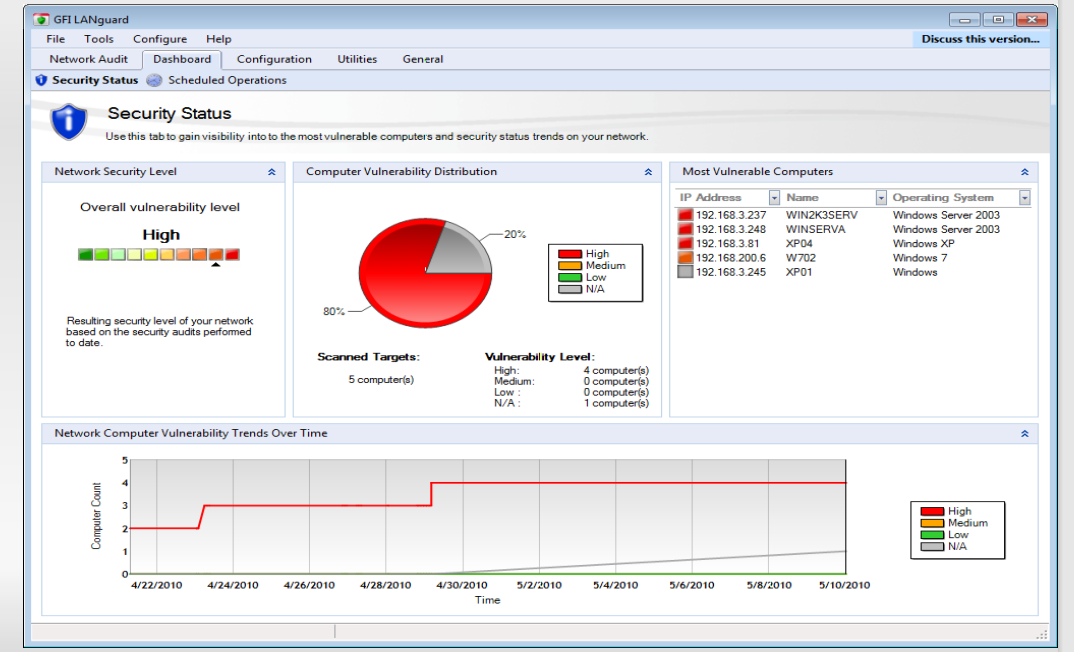 GFI LANguard
File Tools Configure Help
Discuss this version...
Network Audit Dashboard Configuration Utilities General
Security Status Scheduled Operations
Security Status
Use this tab to gain visibility into to the most vulnerable computers and security status trends on your network.
Network Security Level
Overall vulnerability level
High
Resulting security level of your network
based on the security audits performed
to date.
Computer Vulnerability Distribution
20%
80%
High
Medium
Low
N/A
Scanned Targets:
5 computer(s)
Vulnerability Level:
High: 4 computer(s)
Medium: 0 computer(s)
Low : 0 computer(s)
N/A : 1 computer(s)
Most Vulnerable Computers
IP Address Name Operating System
192.168.3.237 WIN2K3SERV Windows Server 2003
192.168.3.248 WINSERVA Windows Server 2003
192.168.3.81 XP04 Windows XP
192.168.200.6 W702 Windows 7
192.168.3.245 XP01 Windows
Network Computer Vulnerability Trends Over Time
Computer Count
5
4
3
2
1
0
4/22/2010 4/24/2010 4/26/2010 4/28/2010 4/30/2010 5/2/2010 5/4/2010 5/6/2010 5/8/2010 5/10/2010
Time
High
Medium
Low
N/A